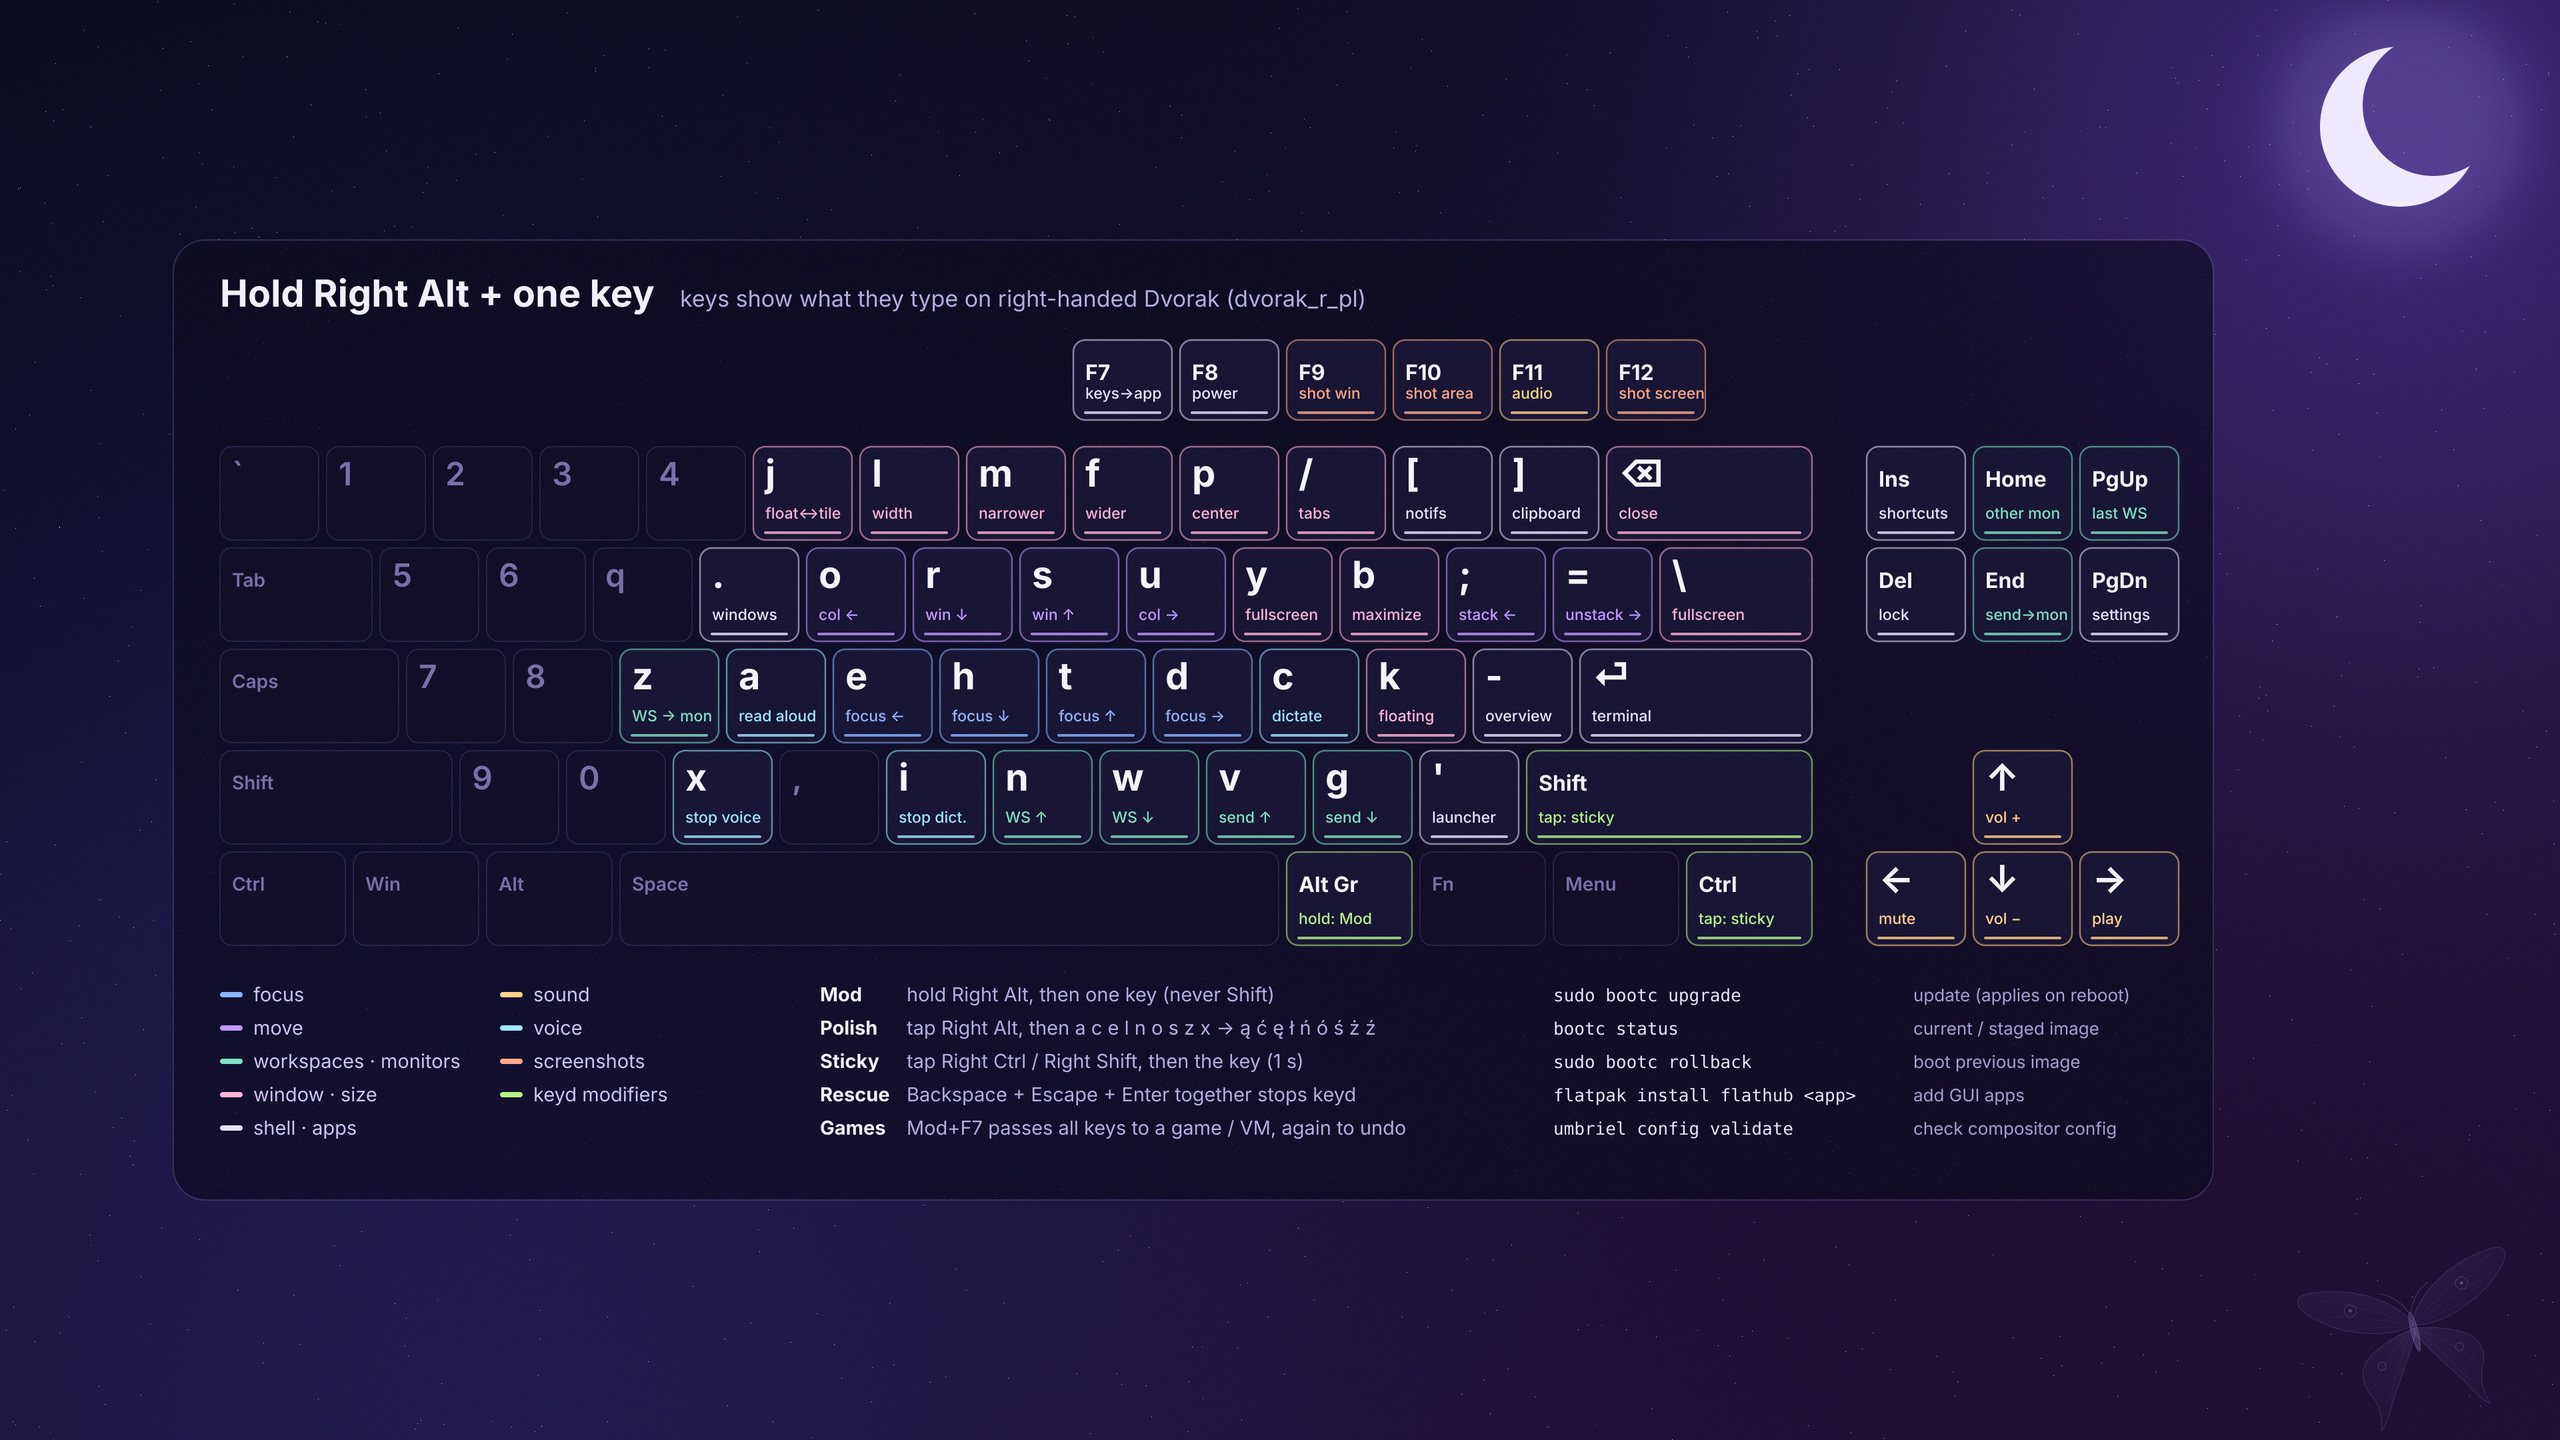 Hold Right Alt + one key keys show what they type on right-handed Dvorak (dvorak_r_pl)
F7 F8 F9 F10 F11 F12
keys→app power shot win shot area audio shot screen
` 1 2 3 4 j l m f p / [ ] ⌫ Ins Home PgUp
float↔tile width narrower wider center tabs notifs clipboard close shortcuts other mon last WS
Tab 5 6 q . o r s u y b ; = \ Del End PgDn
windows col ← win ↓ win ↑ col → fullscreen maximize stack ← unstack → fullscreen lock send→mon settings
Caps 7 8 z a e h t d c k - ⏎
WS → mon read aloud focus ← focus ↓ focus ↑ focus → dictate floating overview terminal
Shift 9 0 x , i n w v g ' Shift ↑
stop voice stop dict. WS ↑ WS ↓ send ↑ send ↓ launcher tap: sticky vol +
Ctrl Win Alt Space Alt Gr Fn Menu Ctrl ← ↓ →
hold: Mod tap: sticky mute vol − play
focus sound Mod hold Right Alt, then one key (never Shift) sudo bootc upgrade update (applies on reboot)
move voice Polish tap Right Alt, then a c e l n o s z x → ą ć ę ł ń ó ś ż ź bootc status current / staged image
workspaces · monitors screenshots Sticky tap Right Ctrl / Right Shift, then the key (1 s) sudo bootc rollback boot previous image
window · size keyd modifiers Rescue Backspace + Escape + Enter together stops keyd flatpak install flathub <app> add GUI apps
shell · apps Games Mod+F7 passes all keys to a game / VM, again to undo umbriel config validate check compositor config